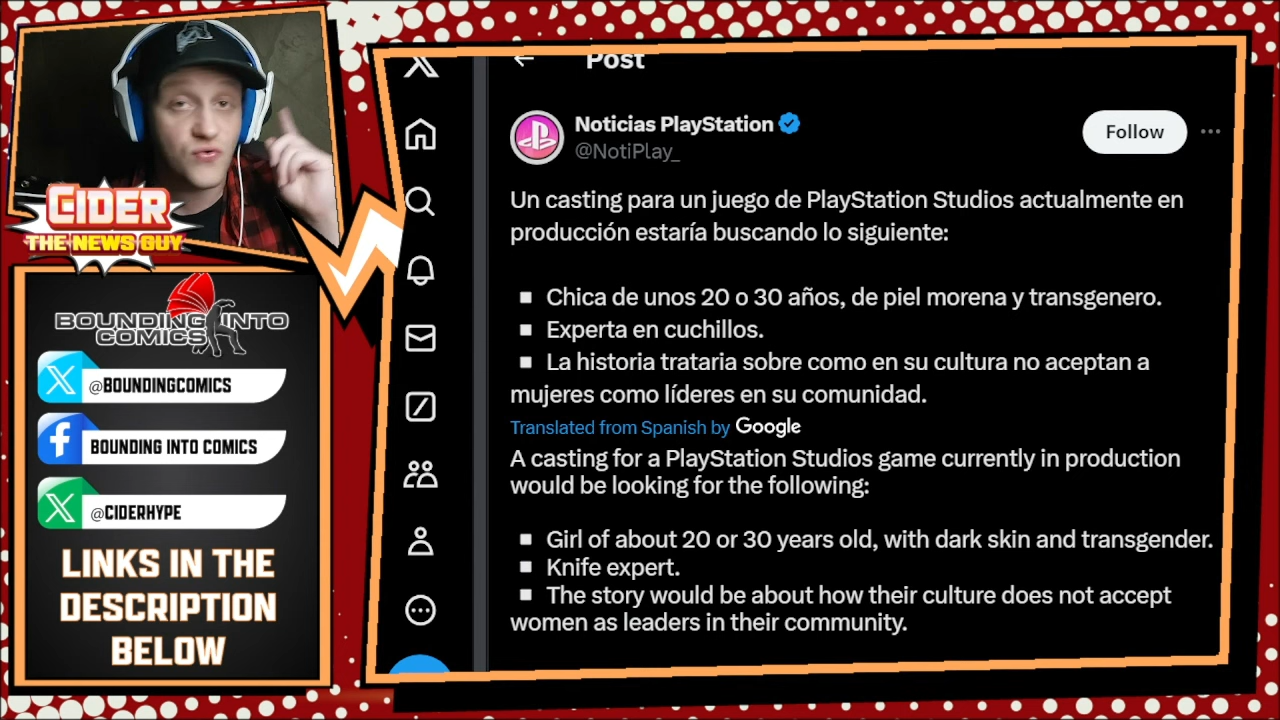 CIDER
THE NEWS GUY
BOUNDING INTO
COMICS
@BOUNDINGCOMICS
BOUNDING INTO COMICS
@CIDERHYPE
LINKS IN THE
DESCRIPTION
BELOW
Post
Noticias PlayStation
@NotiPlay_
Follow
Un casting para un juego de PlayStation Studios actualmente en
producción estaría buscando lo siguiente:
▪ Chica de unos 20 o 30 años, de piel morena y transgenero.
▪ Experta en cuchillos.
▪ La historia trataria sobre como en su cultura no aceptan a
mujeres como líderes en su comunidad.
Translated from Spanish by Google
A casting for a PlayStation Studios game currently in production
would be looking for the following:
▪ Girl of about 20 or 30 years old, with dark skin and transgender.
▪ Knife expert.
▪ The story would be about how their culture does not accept
women as leaders in their community.